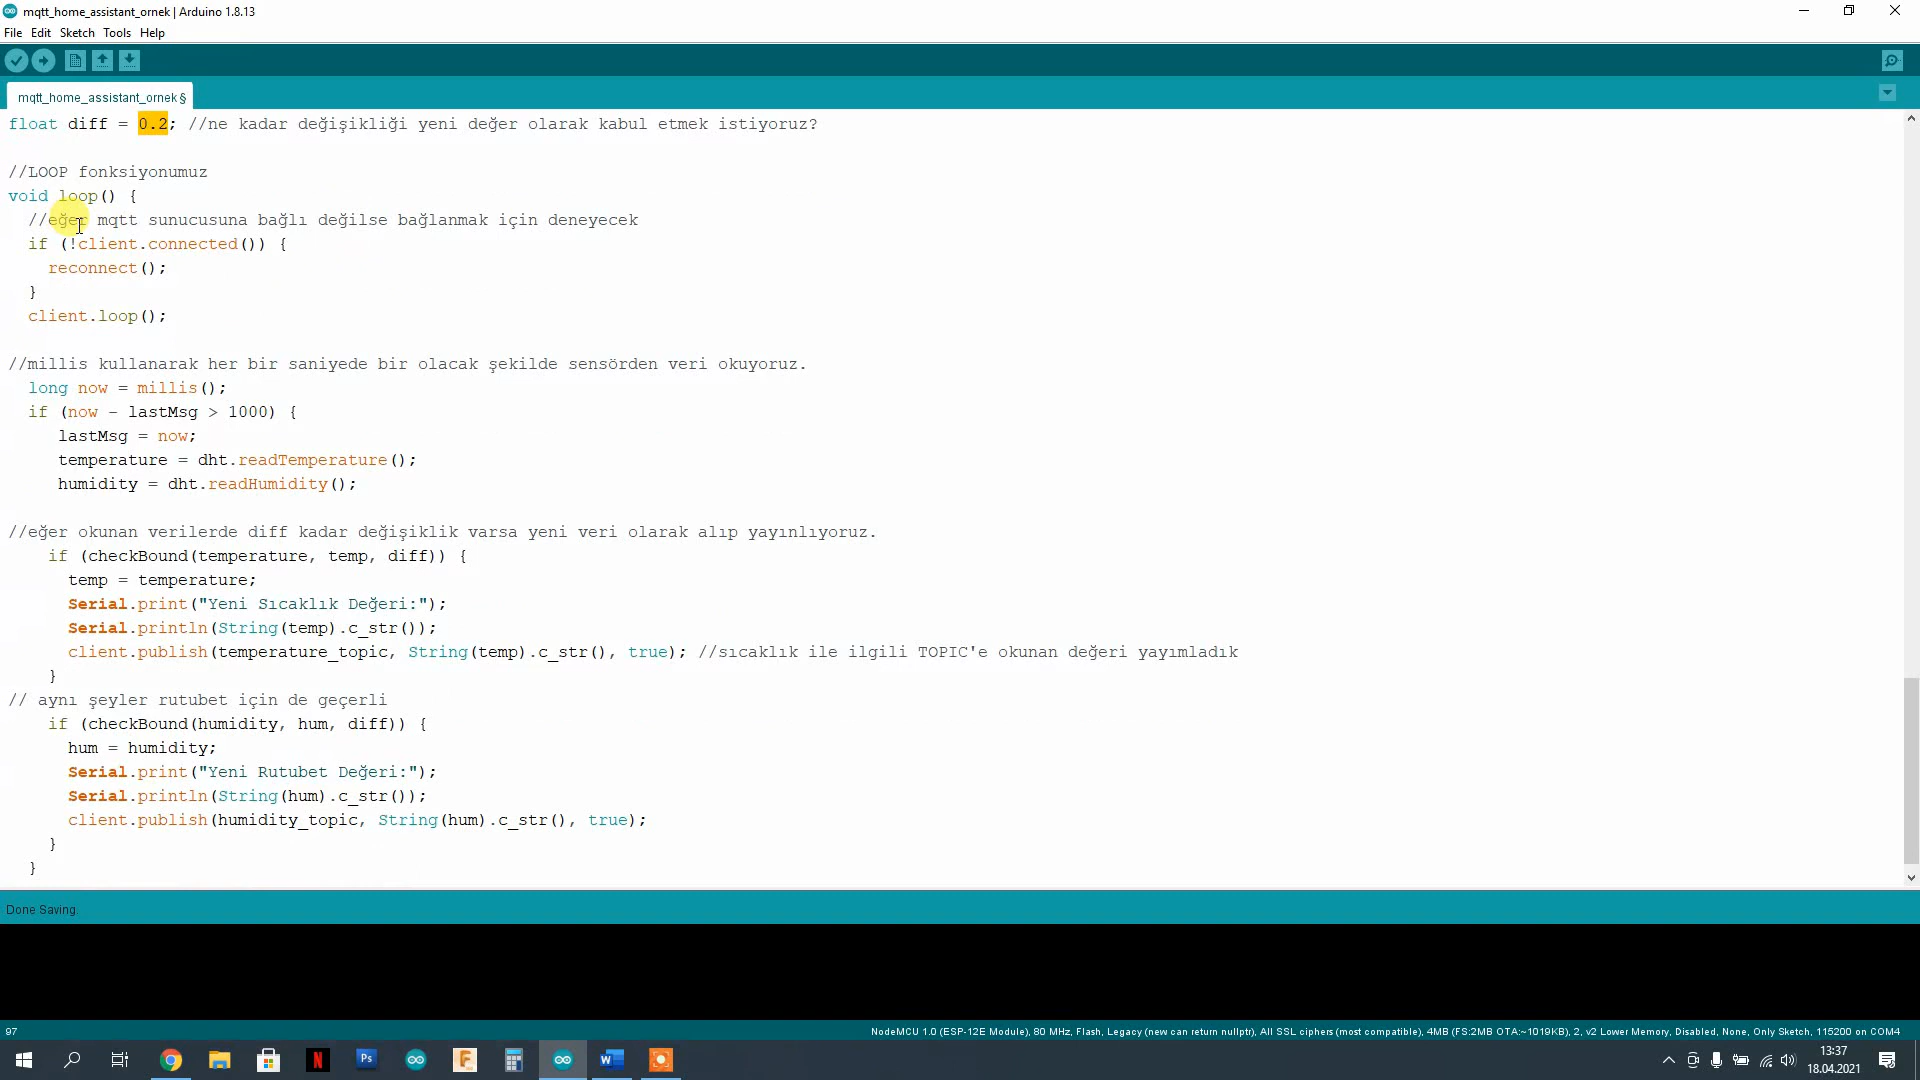 mqtt_home_assistant_ornek | Arduino 1.8.13
File Edit Sketch Tools Help
mqtt_home_assistant_ornek §
float diff = 0.2; //ne kadar değişikliği yeni değer olarak kabul etmek istiyoruz?
//LOOP fonksiyonumuz
void loop() {
//eğer mqtt sunucusuna bağlı değilse bağlanmak için deneyecek
if (!client.connected()) {
reconnect();
}
client.loop();
//millis kullanarak her bir saniyede bir olacak şekilde sensörden veri okuyoruz.
long now = millis();
if (now - lastMsg > 1000) {
lastMsg = now;
temperature = dht.readTemperature();
humidity = dht.readHumidity();
//eğer okunan verilerde diff kadar değişiklik varsa yeni veri olarak alıp yayınlıyoruz.
if (checkBound(temperature, temp, diff)) {
temp = temperature;
Serial.print("Yeni Sıcaklık Değeri:");
Serial.println(String(temp).c_str());
client.publish(temperature_topic, String(temp).c_str(), true); //sıcaklık ile ilgili TOPIC'e okunan değeri yayımladık
}
// aynı şeyler rutubet için de geçerli
if (checkBound(humidity, hum, diff)) {
hum = humidity;
Serial.print("Yeni Rutubet Değeri:");
Serial.println(String(hum).c_str());
client.publish(humidity_topic, String(hum).c_str(), true);
}
}
Done Saving.
97 NodeMCU 1.0 (ESP-12E Module), 80 MHz, Flash, Legacy (new can return nullptr), All SSL ciphers (most compatible), 4MB (FS:2MB OTA:~1019KB), 2, v2 Lower Memory, Disabled, None, Only Sketch, 115200 on COM4
13:37
18.04.2021